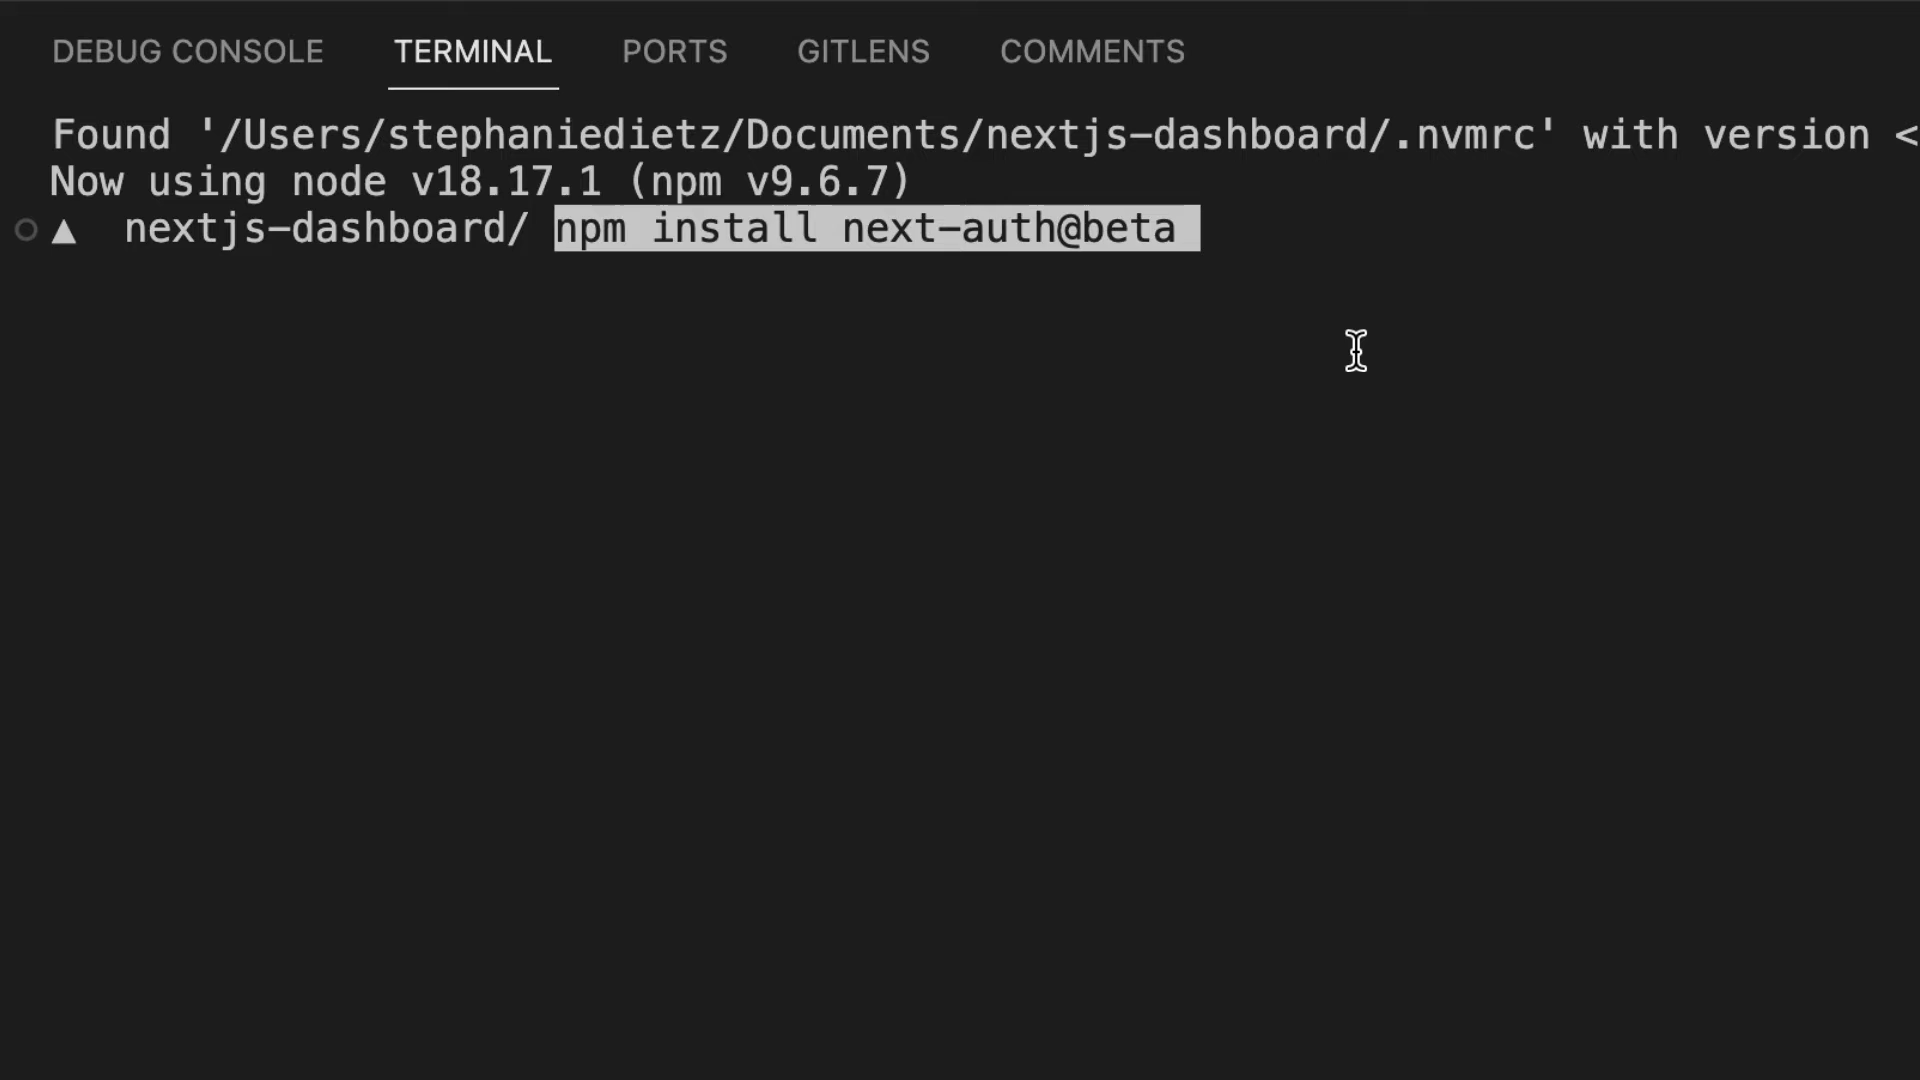 DEBUG CONSOLE TERMINAL PORTS GITLENS COMMENTS
Found '/Users/stephaniedietz/Documents/nextjs-dashboard/.nvmrc' with version <
Now using node v18.17.1 (npm v9.6.7)
▲ nextjs-dashboard/ npm install next-auth@beta